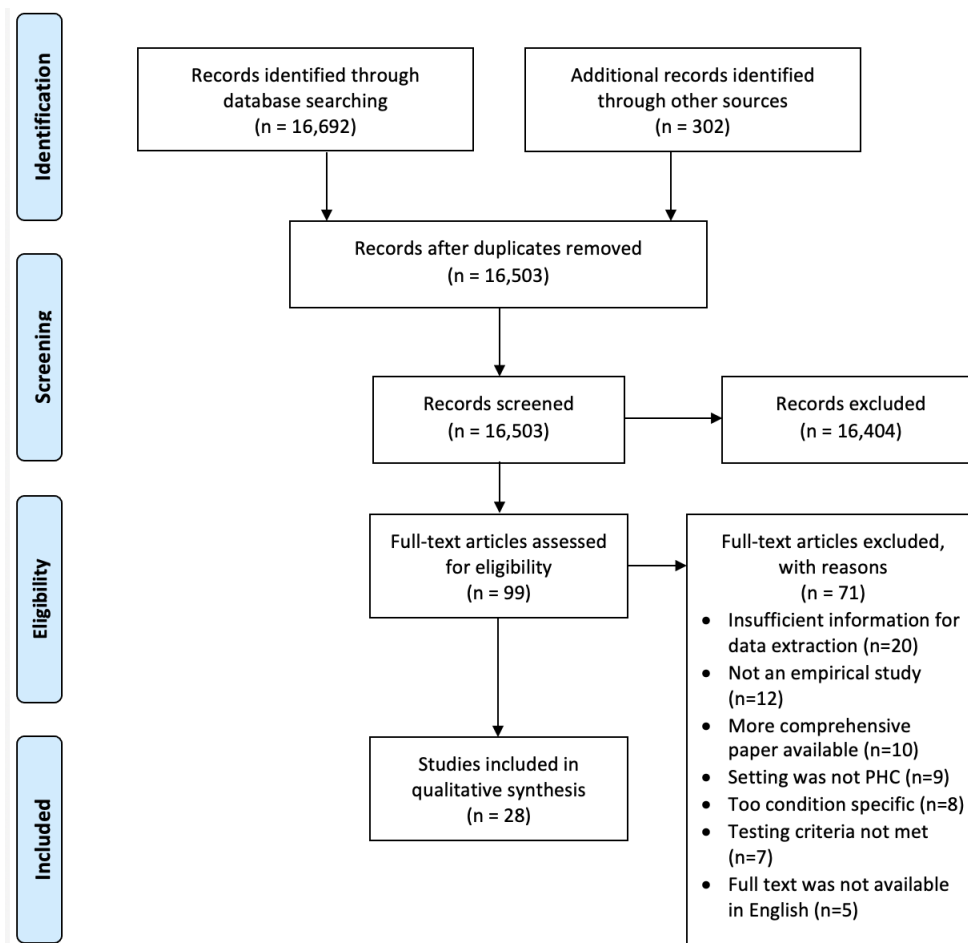 Identification
Records identified through
database searching
(n = 16,692)
Additional records identified
through other sources
(n = 302)
Records after duplicates removed
(n = 16,503)
Screening
Records screened
(n = 16,503)
Records excluded
(n = 16,404)
Eligibility
Full-text articles assessed
for eligibility
(n = 99)
Full-text articles excluded,
with reasons
(n = 71)
• Insufficient information for
data extraction (n=20)
• Not an empirical study
(n=12)
• More comprehensive
paper available (n=10)
• Setting was not PHC (n=9)
• Too condition specific (n=8)
• Testing criteria not met
(n=7)
• Full text was not available
in English (n=5)
Included
Studies included in
qualitative synthesis
(n = 28)